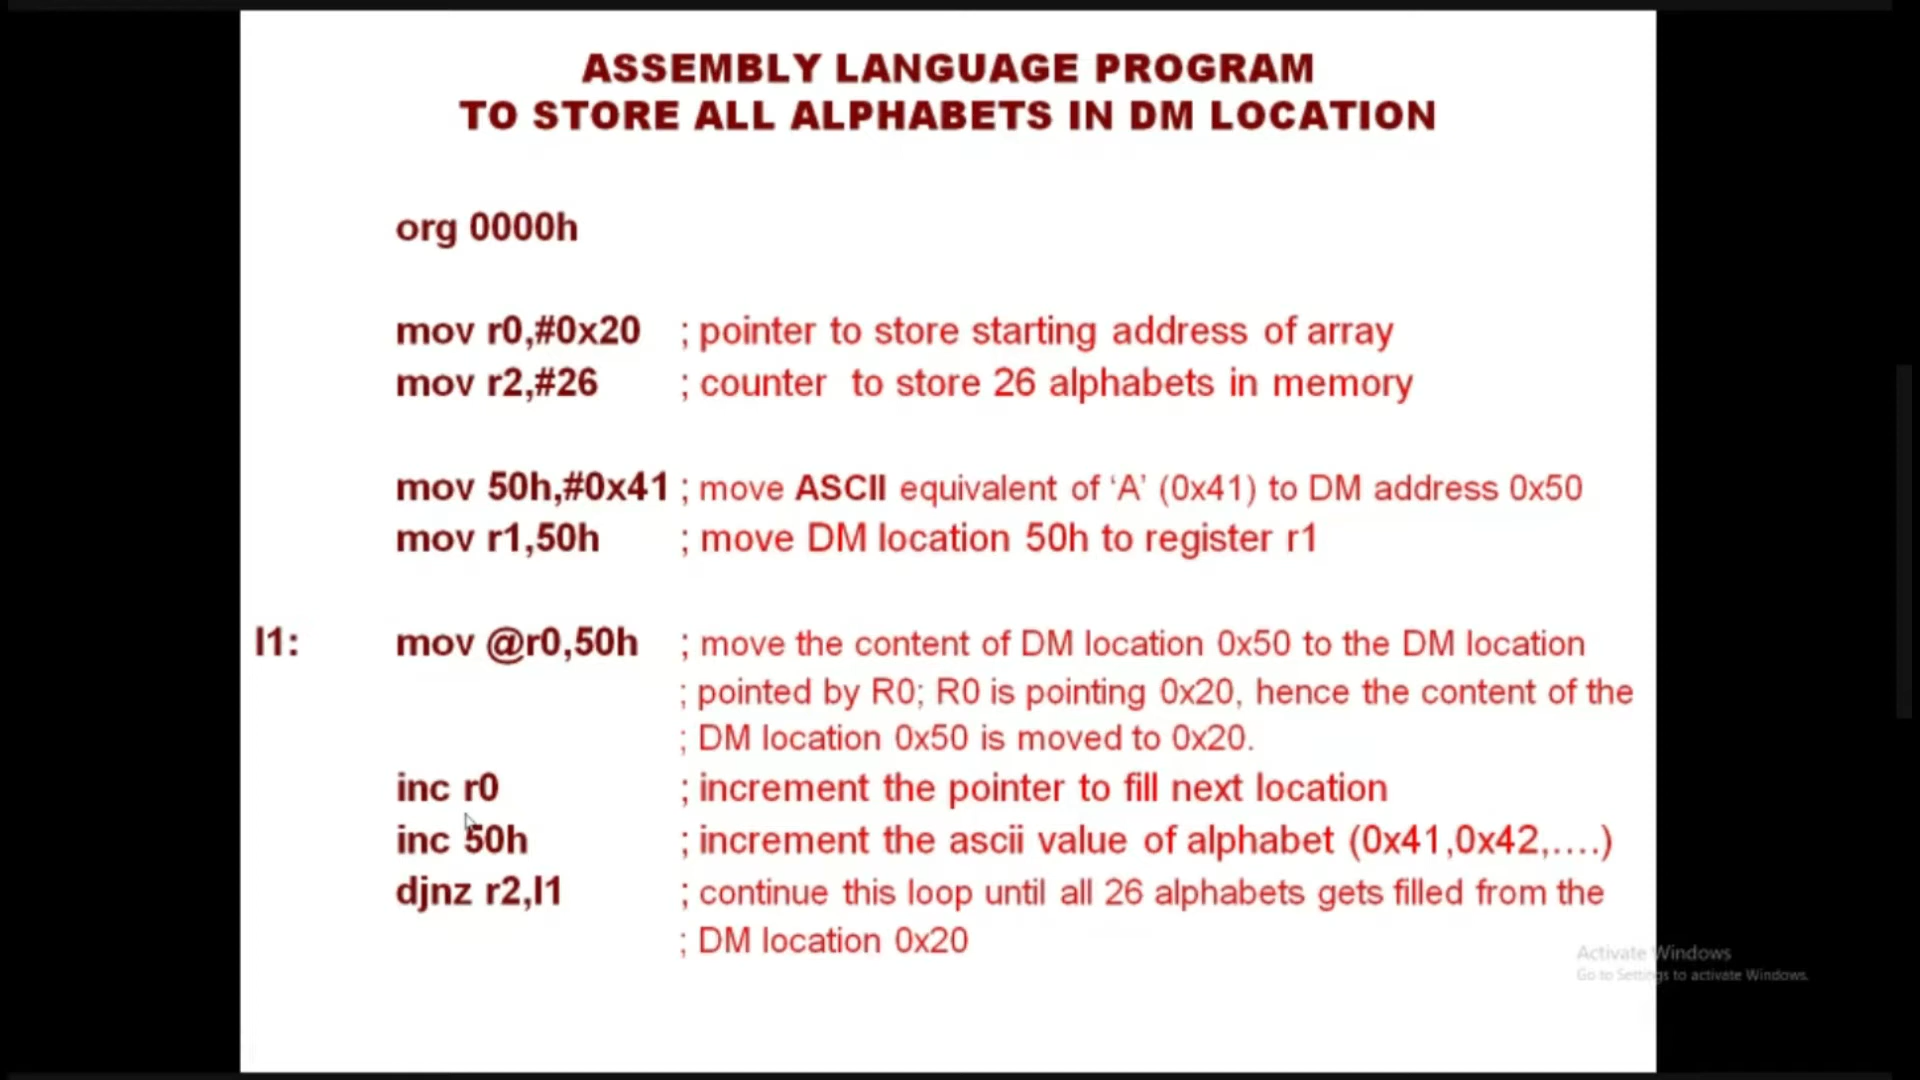 ASSEMBLY LANGUAGE PROGRAM
TO STORE ALL ALPHABETS IN DM LOCATION
org 0000h
mov r0,#0x20 ; pointer to store starting address of array
mov r2,#26 ; counter to store 26 alphabets in memory
mov 50h,#0x41 ; move ASCII equivalent of ‘A’ (0x41) to DM address 0x50
mov r1,50h ; move DM location 50h to register r1
l1: mov @r0,50h ; move the content of DM location 0x50 to the DM location
; pointed by R0; R0 is pointing 0x20, hence the content of the
; DM location 0x50 is moved to 0x20.
inc r0 ; increment the pointer to fill next location
inc 50h ; increment the ascii value of alphabet (0x41,0x42,....)
djnz r2,l1 ; continue this loop until all 26 alphabets gets filled from the
; DM location 0x20
Activate Windows
Go to Settings to activate Windows.